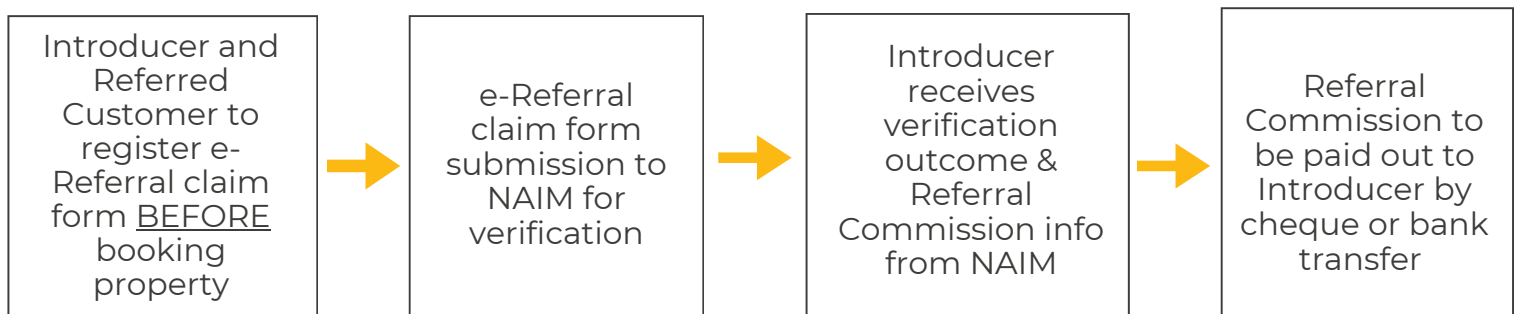 Introducer and
Referred
Customer to
register e-
Referral claim
form BEFORE
booking
property
e-Referral
claim form
submission to
NAIM for
verification
Introducer
receives
verification
outcome &
Referral
Commission info
from NAIM
Referral
Commission to
be paid out to
Introducer by
cheque or bank
transfer